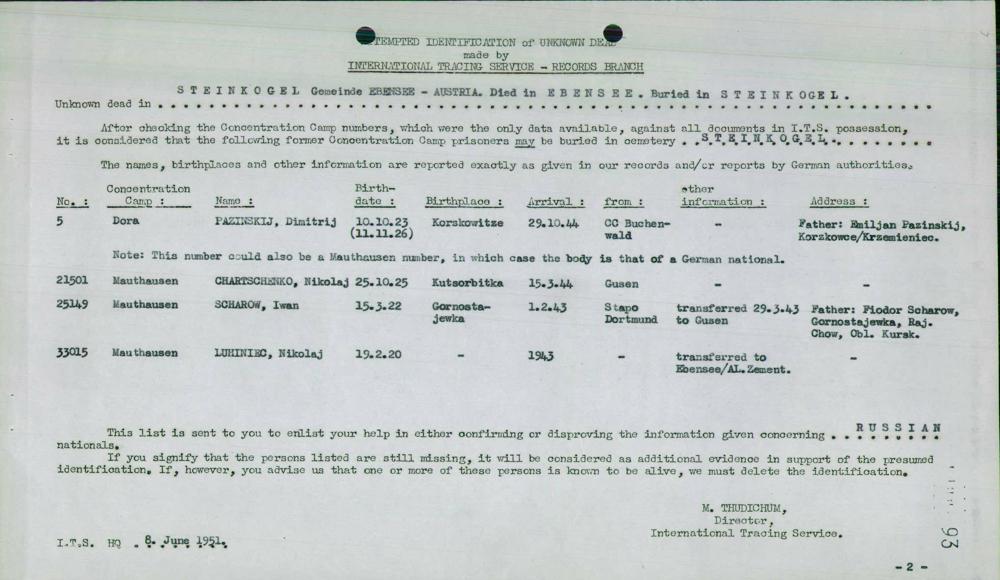 ATTEMPTED IDENTIFICATION of UNKNOWN DEAD
made by
INTERNATIONAL TRACING SERVICE - RECORDS BRANCH
STEINKOGEL Gemeinde EBENSEE - AUSTRIA. Died in EBENSEE. Buried in STEINKOGEL.
Unknown dead in
After checking the Concentration Camp numbers, which were the only data available, against all documents in I.T.S. possession,
it is considered that the following former Concentration Camp prisoners may be buried in cemetery ..STEINKOGEL..
The names, birthplaces and other information are reported exactly as given in our records and/or reports by German authorities.
No. : Concentration Camp : Name : Birth-date : Birthplace : Arrival : from : other information : Address :
5 Dora PAZINSKIJ, Dimitrij 10.10.23 Korskowitze 29.10.44 CC Buchen- - Father: Emiljan Pazinskij,
(11.11.26) wald Korzkowce/Krzemieniec.
Note: This number could also be a Mauthausen number, in which case the body is that of a German national.
21501 Mauthausen CHARTSCHENKO, Nikolaj 25.10.25 Kutsorbitka 15.3.44 Gusen - -
25149 Mauthausen SCHAROW, Iwan 15.3.22 Gornosta- 1.2.43 Stapo transferred 29.3.43 Father: Fiodor Scharow,
jewka Dortmund to Gusen Gornostajewka, Raj.
Chow, Obl. Kursk.
33015 Mauthausen LUHINIEC, Nikolaj 19.2.20 - 1943 - transferred to -
Ebensee/AL.Zement.
This list is sent to you to enlist your help in either confirming or disproving the information given concerning RUSSIAN
nationals.
If you signify that the persons listed are still missing, it will be considered as additional evidence in support of the presumed
identification. If, however, you advise us that one or more of these persons is known to be alive, we must delete the identification.
M. THUDICHUM,
Director,
International Tracing Service.
I.T.S. HQ . 8. June 1951.
93
- 2 -